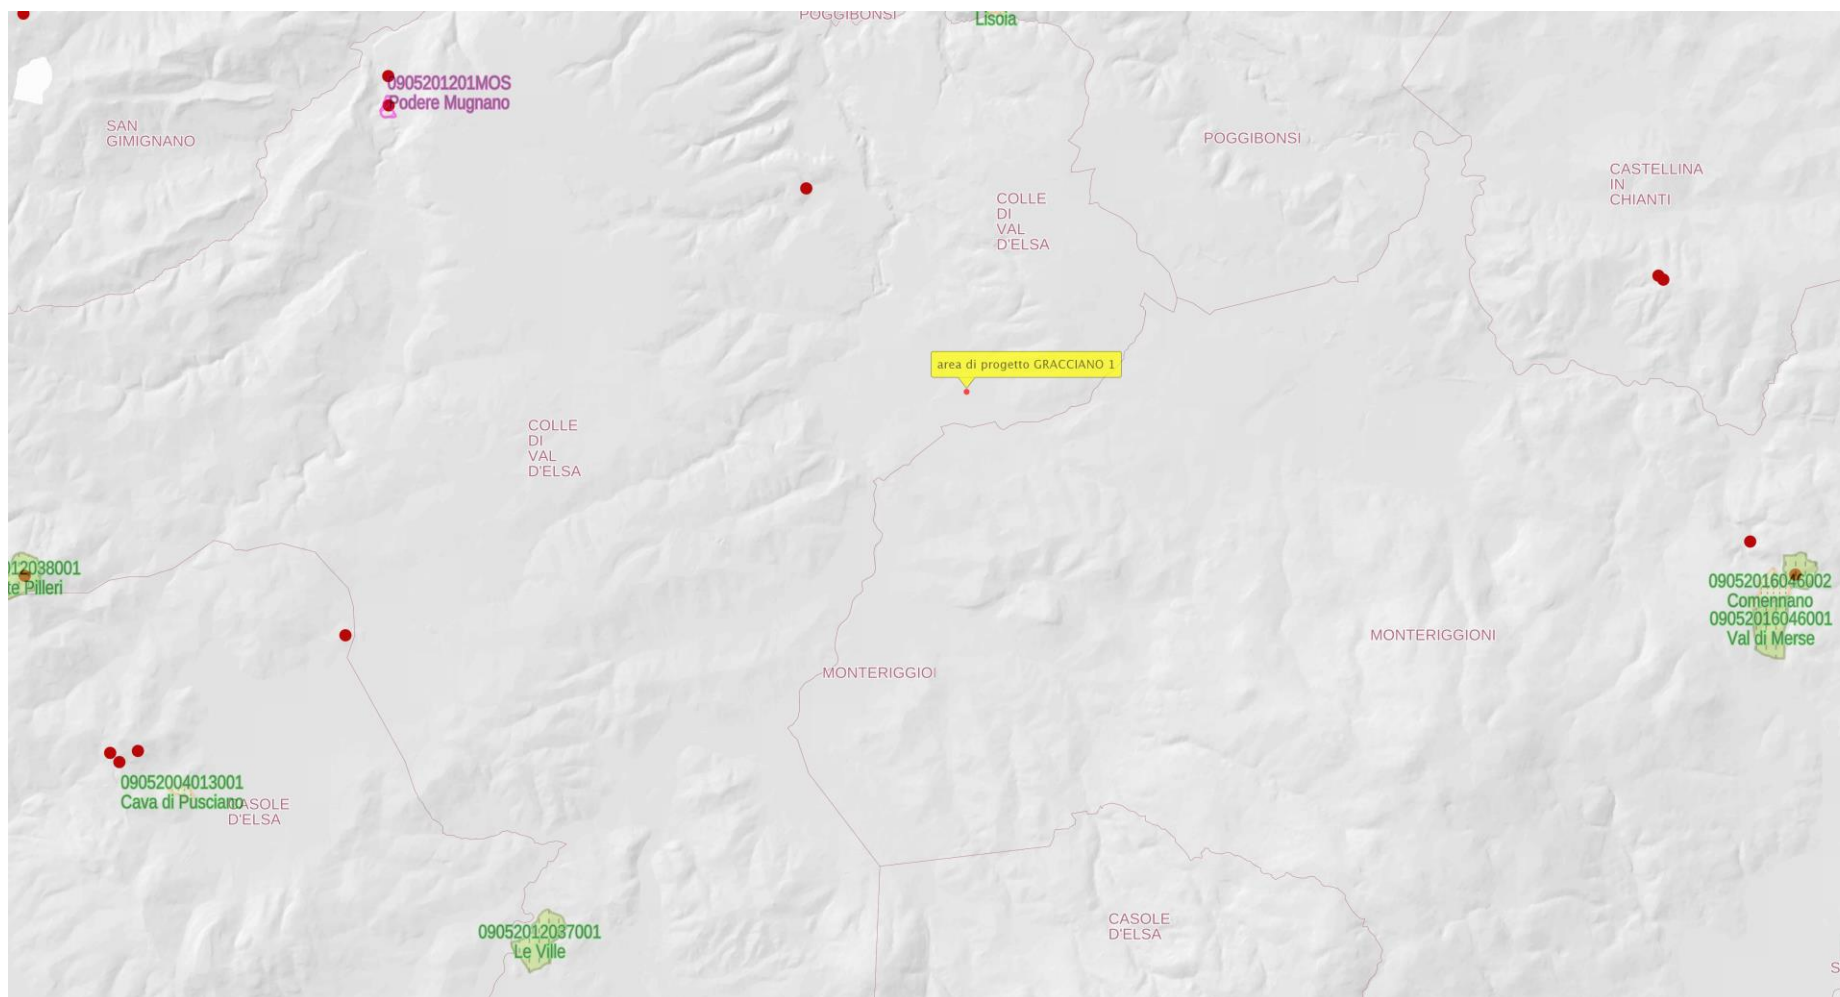 POGGIBONSI
Lisoia
0905201201MOS
Podere Mugnano
SAN
GIMIGNANO
POGGIBONSI
CASTELLINA
IN
CHIANTI
COLLE
DI
VAL
D'ELSA
area di progetto GRACCIANO 1
COLLE
DI
VAL
D'ELSA
012038001
te Pilleri
09052016046002
Comennano
09052016046001
Val di Merse
MONTERIGGIONI
MONTERIGGIO
09052004013001
Cava di Pusciano
CASOLE
D'ELSA
09052012037001
Le Ville
CASOLE
D'ELSA
S